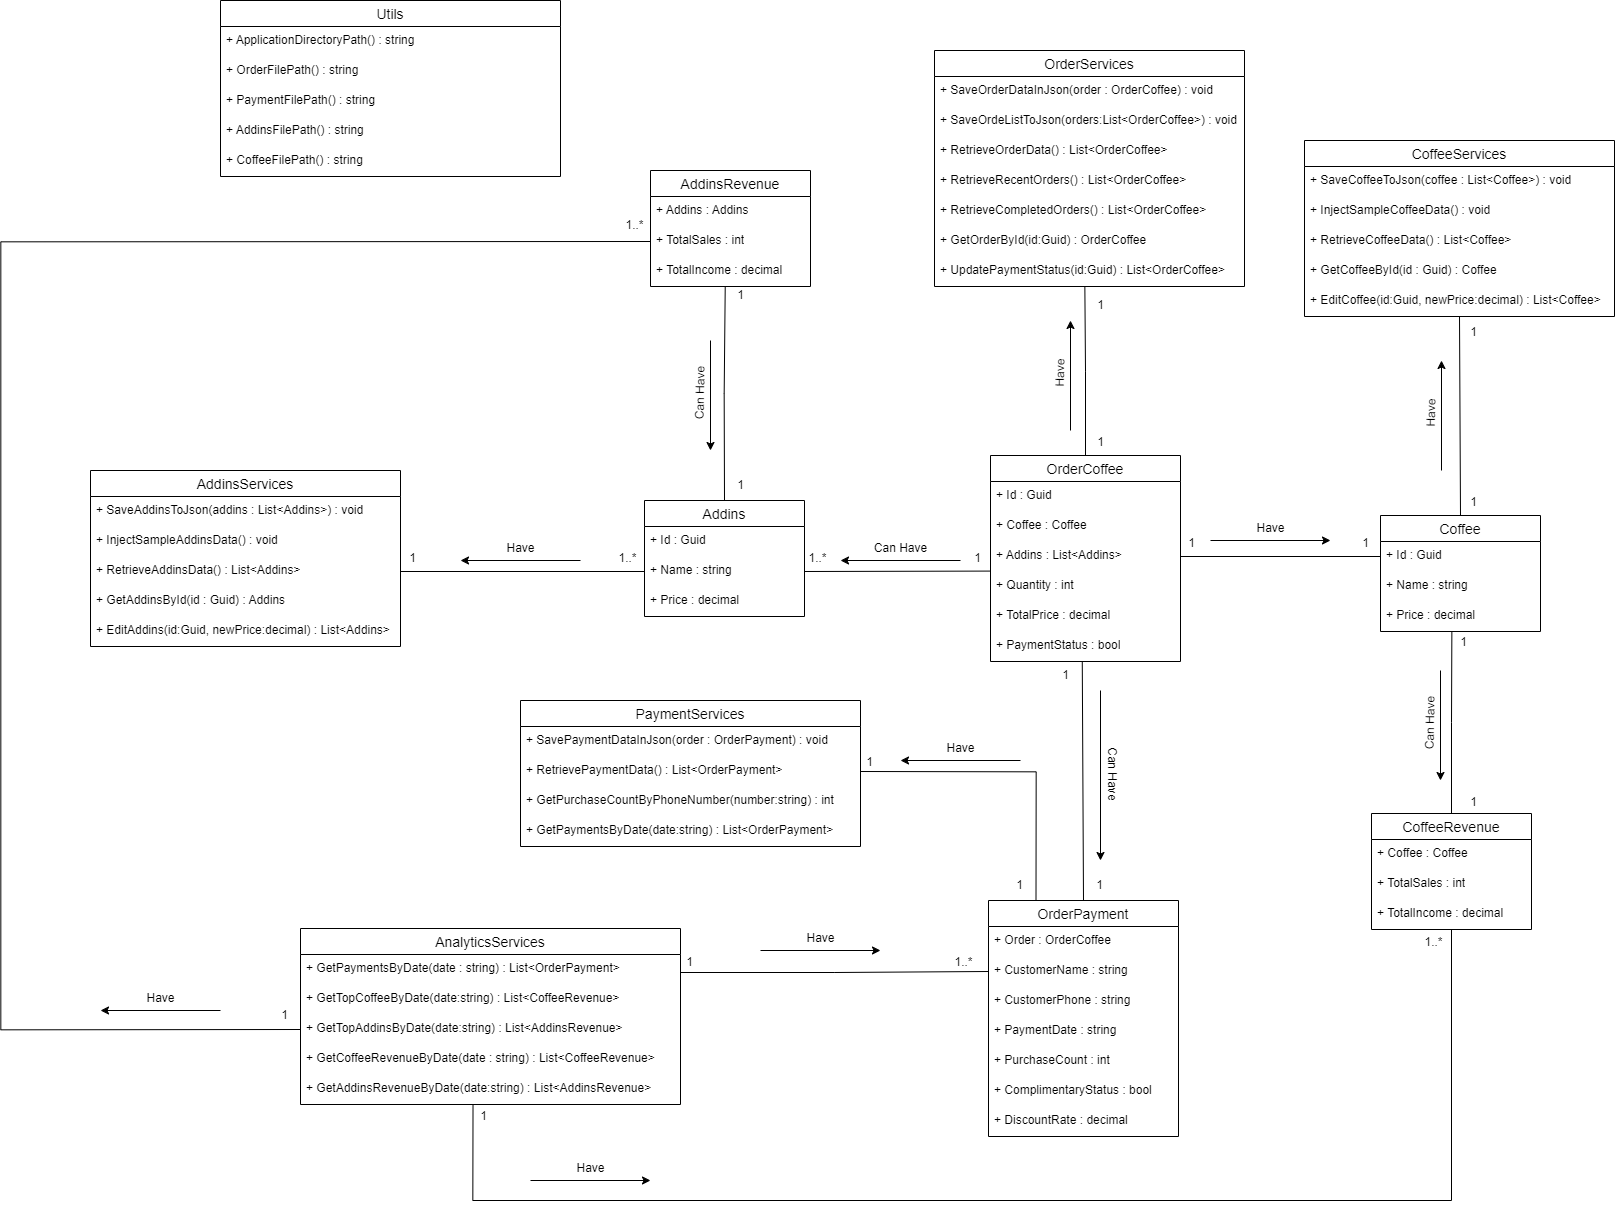 Utils
+ ApplicationDirectoryPath() : string
+ OrderFilePath() : string
+ PaymentFilePath() : string
+ AddinsFilePath() : string
+ CoffeeFilePath() : string
OrderServices
+ SaveOrderDataInJson(order : OrderCoffee) : void
+ SaveOrdeListToJson(orders:List<OrderCoffee>) : void
+ RetrieveOrderData() : List<OrderCoffee>
+ RetrieveRecentOrders() : List<OrderCoffee>
+ RetrieveCompletedOrders() : List<OrderCoffee>
+ GetOrderById(id:Guid) : OrderCoffee
+ UpdatePaymentStatus(id:Guid) : List<OrderCoffee>
CoffeeServices
+ SaveCoffeeToJson(coffee : List<Coffee>) : void
+ InjectSampleCoffeeData() : void
+ RetrieveCoffeeData() : List<Coffee>
+ GetCoffeeById(id : Guid) : Coffee
+ EditCoffee(id:Guid, newPrice:decimal) : List<Coffee>
AddinsRevenue
+ Addins : Addins
+ TotalSales : int
+ TotalIncome : decimal
1..*
1
Can Have
1
1
Have
1
1
Have
1
AddinsServices
+ SaveAddinsToJson(addins : List<Addins>) : void
+ InjectSampleAddinsData() : void
+ RetrieveAddinsData() : List<Addins>
+ GetAddinsById(id : Guid) : Addins
+ EditAddins(id:Guid, newPrice:decimal) : List<Addins>
1
Have
1..*
Addins
+ Id : Guid
+ Name : string
+ Price : decimal
1..*
Can Have
1
OrderCoffee
+ Id : Guid
+ Coffee : Coffee
+ Addins : List<Addins>
+ Quantity : int
+ TotalPrice : decimal
+ PaymentStatus : bool
1
Have
1
Coffee
+ Id : Guid
+ Name : string
+ Price : decimal
1
Can Have
1
1
Can Have
1
PaymentServices
+ SavePaymentDataInJson(order : OrderPayment) : void
+ RetrievePaymentData() : List<OrderPayment>
+ GetPurchaseCountByPhoneNumber(number:string) : int
+ GetPaymentsByDate(date:string) : List<OrderPayment>
1
Have
1
CoffeeRevenue
+ Coffee : Coffee
+ TotalSales : int
+ TotalIncome : decimal
1..*
AnalyticsServices
+ GetPaymentsByDate(date : string) : List<OrderPayment>
+ GetTopCoffeeByDate(date:string) : List<CoffeeRevenue>
+ GetTopAddinsByDate(date:string) : List<AddinsRevenue>
+ GetCoffeeRevenueByDate(date : string) : List<CoffeeRevenue>
+ GetAddinsRevenueByDate(date:string) : List<AddinsRevenue>
1
Have
1..*
OrderPayment
+ Order : OrderCoffee
+ CustomerName : string
+ CustomerPhone : string
+ PaymentDate : string
+ PurchaseCount : int
+ ComplimentaryStatus : bool
+ DiscountRate : decimal
Have
1
1
Have